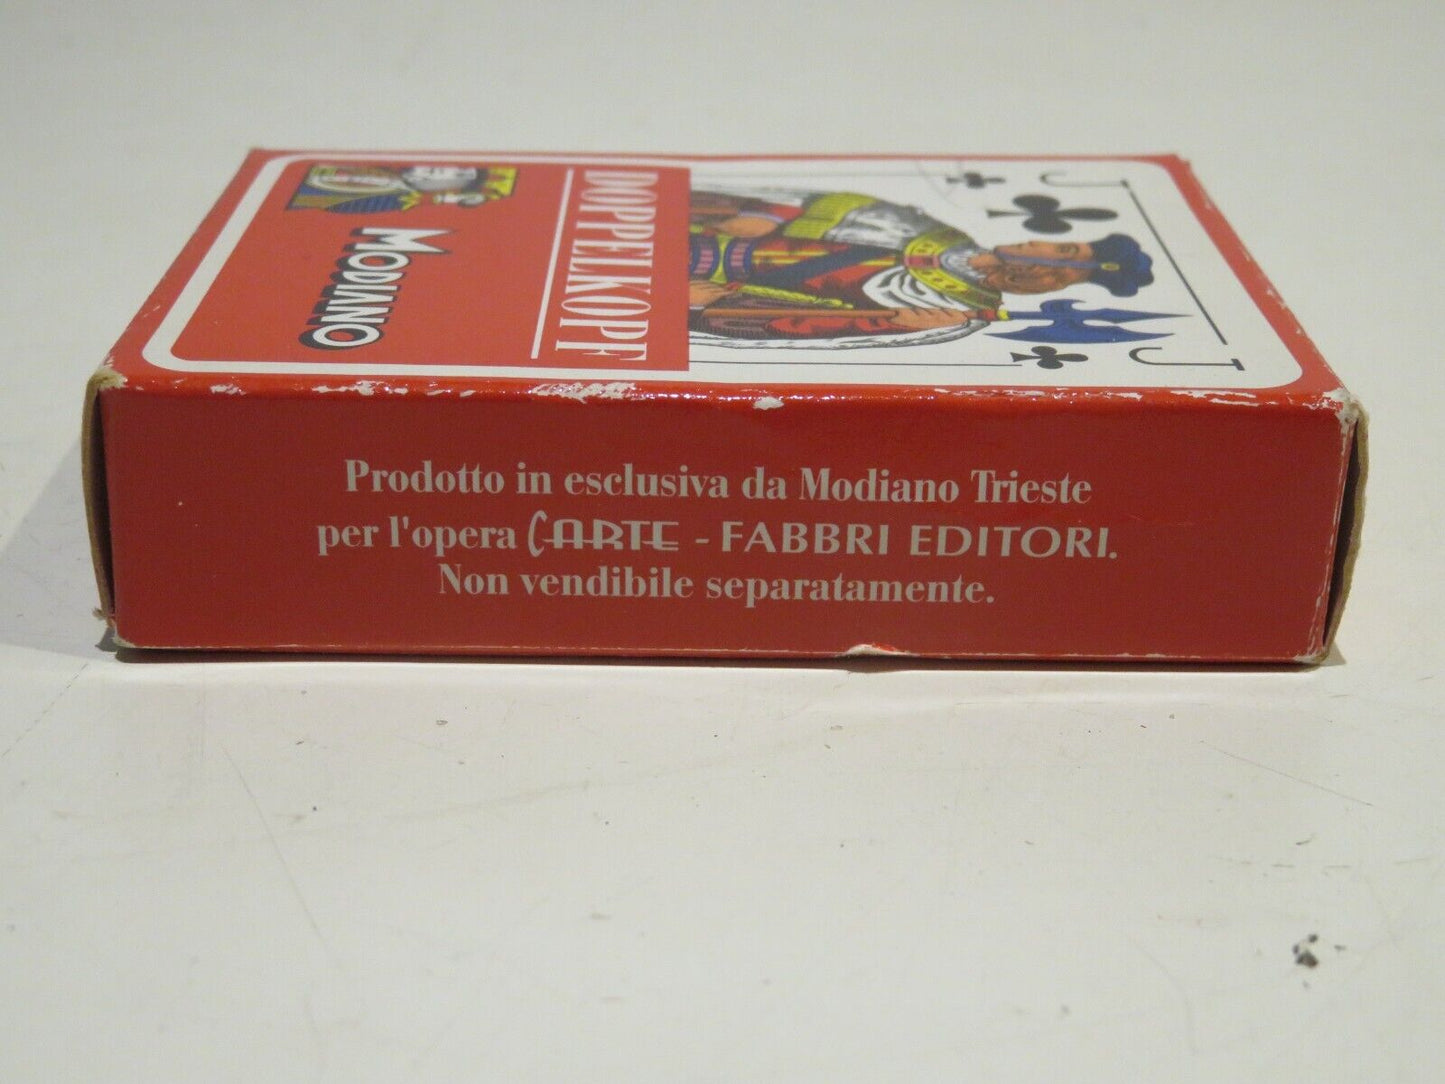 MODIANO
DOPPELKOPF
J
J
Prodotto in esclusiva da Modiano Trieste
per l'opera CARTE - FABBRI EDITORI.
Non vendibile separatamente.